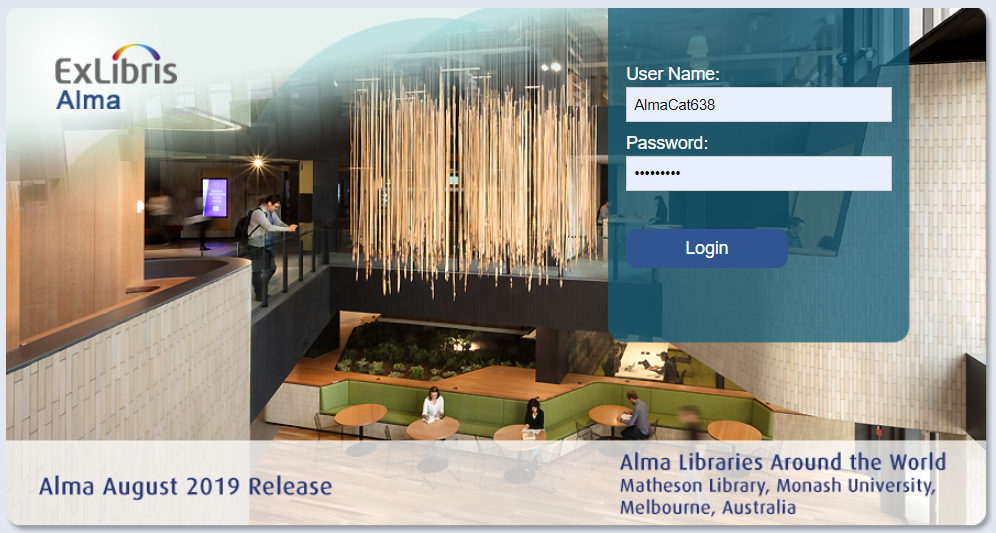 ExLibris
Alma
User Name:
AlmaCat638
Password:
•••••••••
Login
Alma August 2019 Release
Alma Libraries Around the World
Matheson Library, Monash University,
Melbourne, Australia